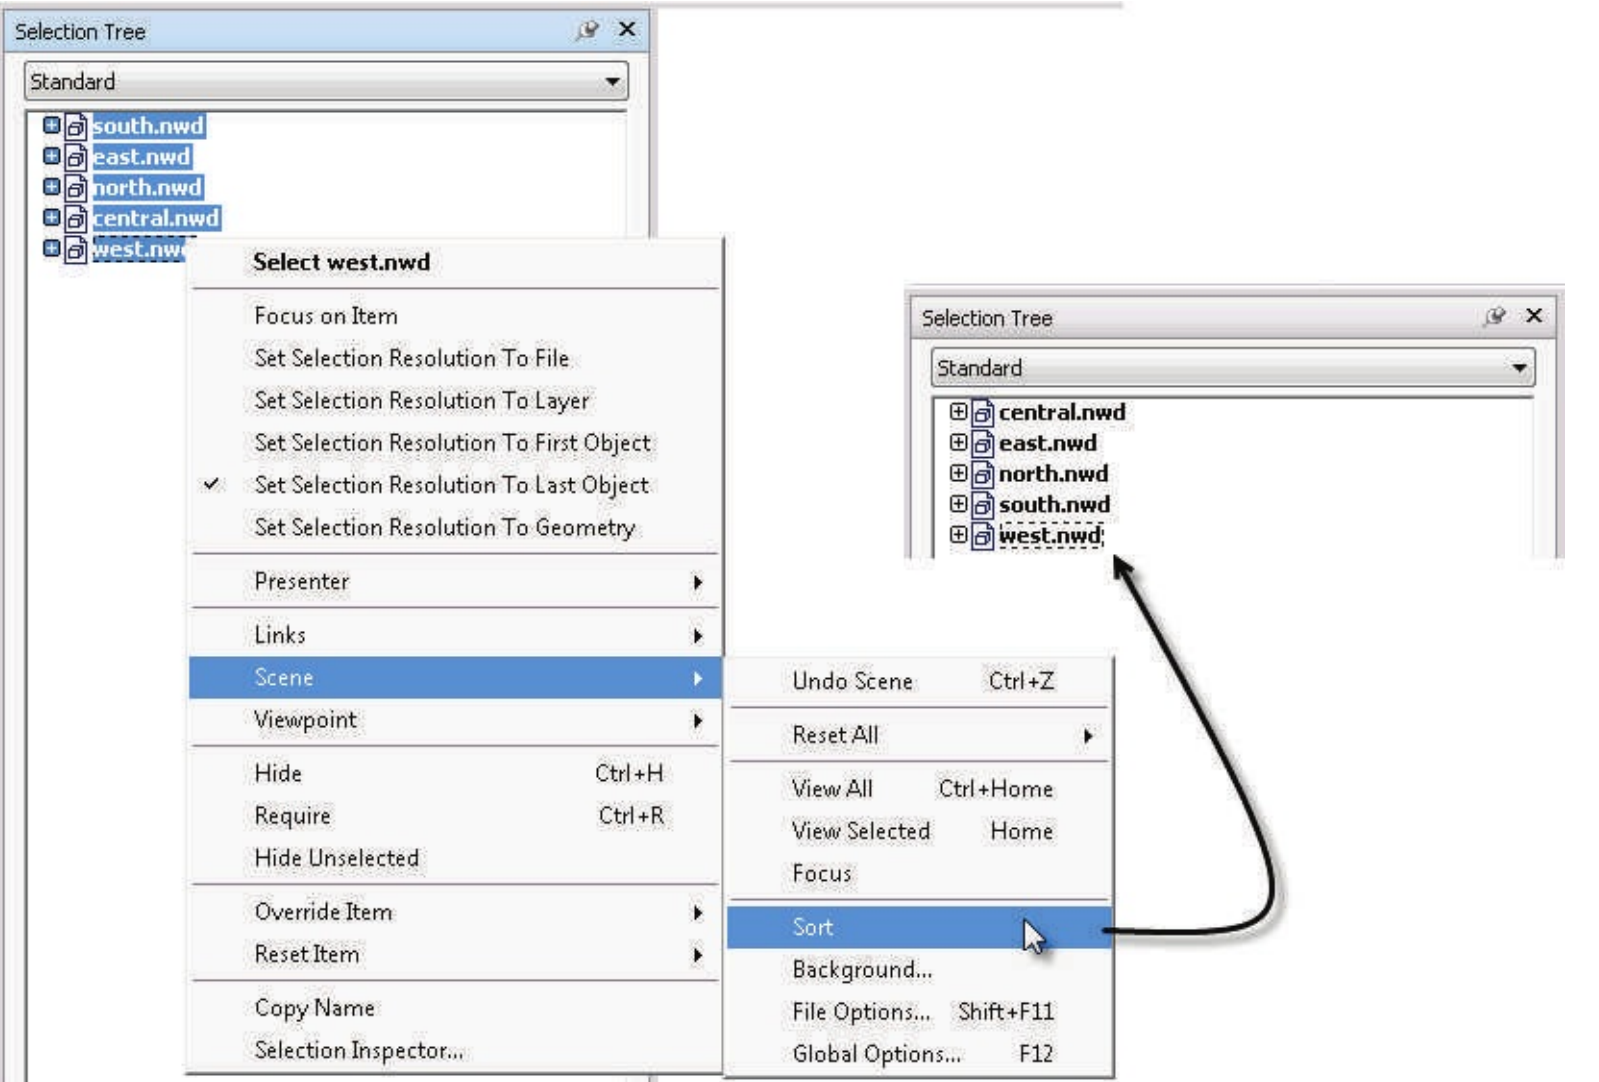 Selection Tree
Standard
south.nwd
east.nwd
north.nwd
central.nwd
west.nwd
Select west.nwd
Focus on Item
Set Selection Resolution To File
Set Selection Resolution To Layer
Set Selection Resolution To First Object
Set Selection Resolution To Last Object
Set Selection Resolution To Geometry
Presenter
Links
Scene
Viewpoint
Hide Ctrl+H
Require Ctrl+R
Hide Unselected
Override Item
Reset Item
Copy Name
Selection Inspector...
Undo Scene Ctrl+Z
Reset All
View All Ctrl+Home
View Selected Home
Focus
Sort
Background...
File Options... Shift+F11
Global Options... F12
Selection Tree
Standard
central.nwd
east.nwd
north.nwd
south.nwd
west.nwd